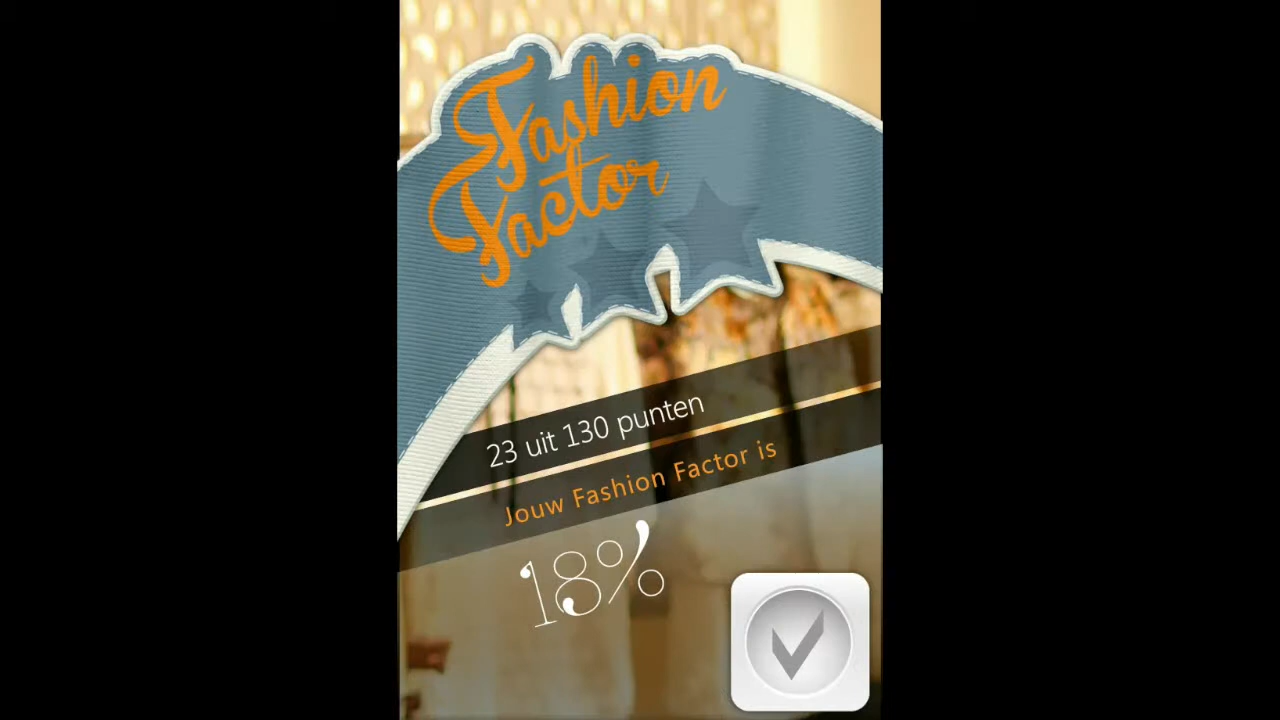 Fashion
Factor
23 uit 130 punten
Jouw Fashion Factor is
18%